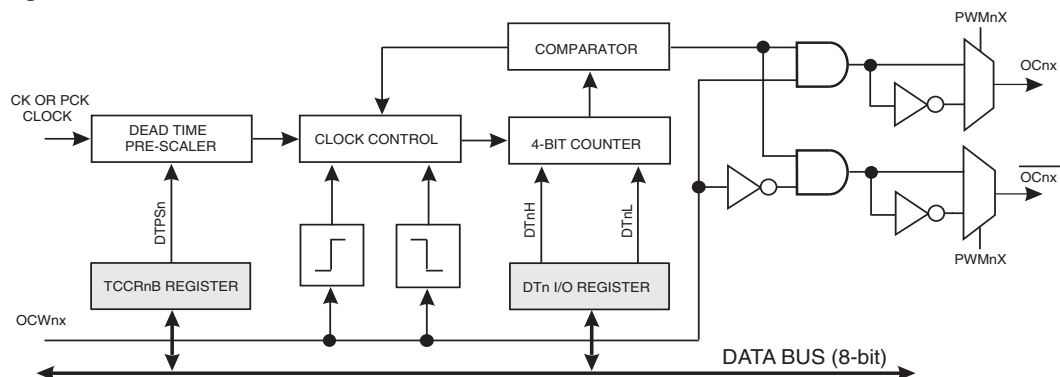 PWMnX
COMPARATOR
OCnx
CK OR PCK
CLOCK
DEAD TIME
PRE-SCALER
CLOCK CONTROL
4-BIT COUNTER
OCnx
DTPSn
DTnH
DTnL
PWMnX
TCCRnB REGISTER
DTn I/O REGISTER
OCWnx
DATA BUS (8-bit)